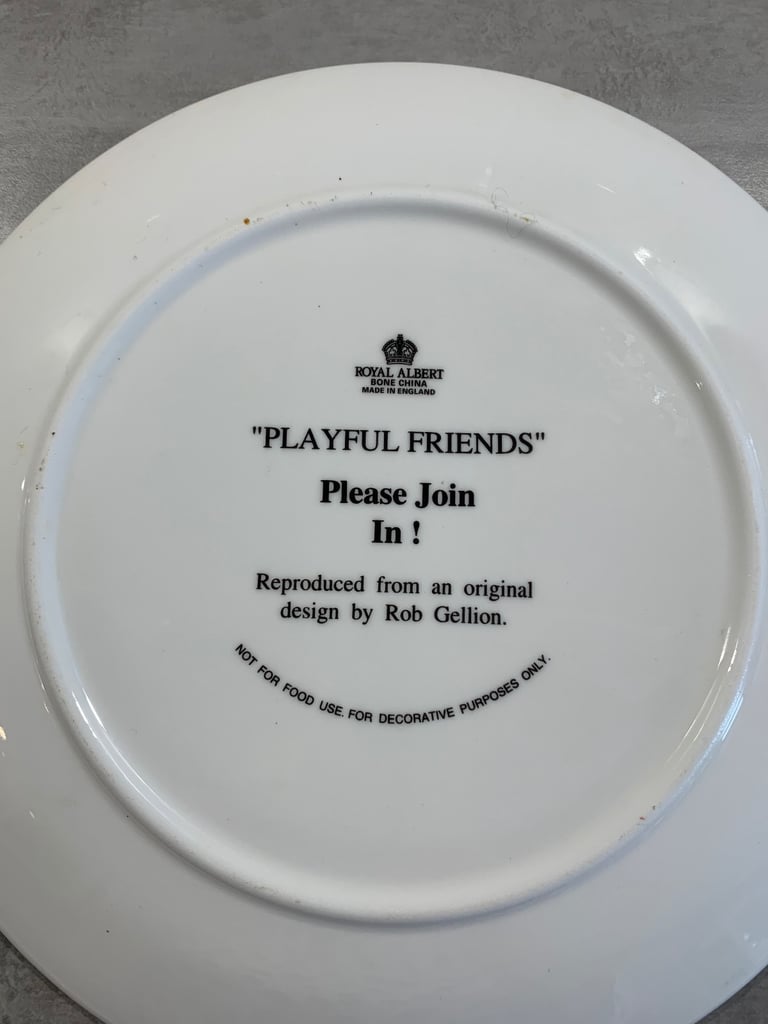 ROYAL ALBERT
BONE CHINA
MADE IN ENGLAND
"PLAYFUL FRIENDS"
Please Join
In !
Reproduced from an original
design by Rob Gellion.
NOT FOR FOOD USE. FOR DECORATIVE PURPOSES ONLY.